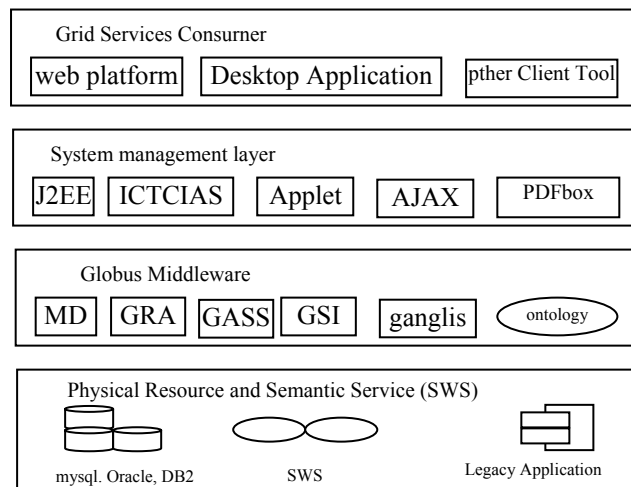 Grid Services Consurner
web platform
Desktop Application
pther Client Tool
System management layer
J2EE
ICTCIAS
Applet
AJAX
PDFbox
Globus Middleware
MD
GRA
GASS
GSI
ganglis
ontology
Physical Resource and Semantic Service (SWS)
mysql. Oracle, DB2
SWS
Legacy Application